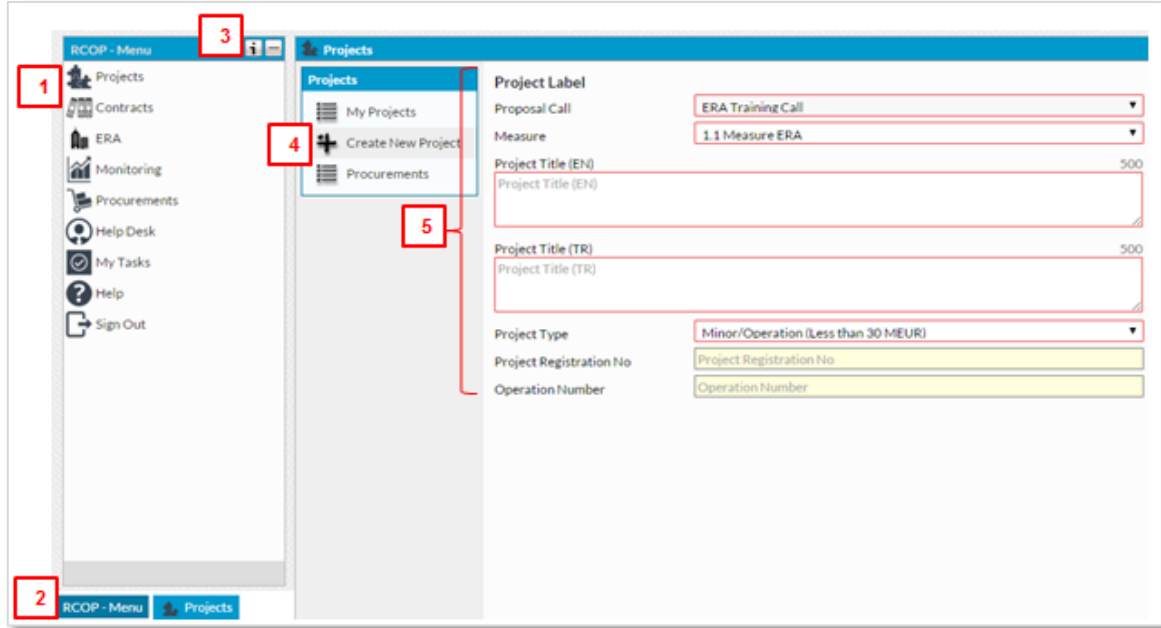 3
RCOP - Menu
i
Projects
1
Projects
Contracts
ERA
Monitoring
Procurements
Help Desk
My Tasks
Help
Sign Out
Projects
My Projects
4
Create New Project
Procurements
5
Project Label
Proposal Call ERA Training Call
Measure 1.1 Measure ERA
Project Title (EN) 500
Project Title (EN)
Project Title (TR) 500
Project Title (TR)
Project Type Minor/Operation (Less than 30 MEUR)
Project Registration No Project Registration No
Operation Number Operation Number
2
RCOP - Menu Projects